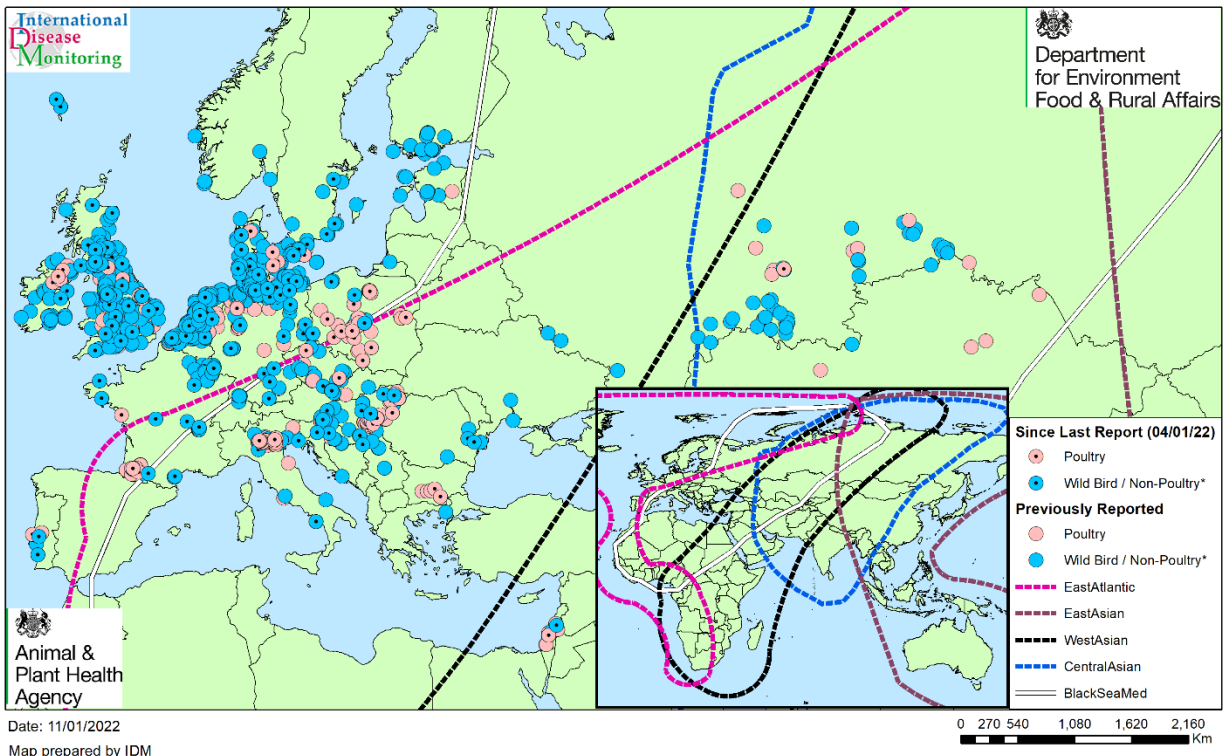 International
Disease
Monitoring
Department
for Environment
Food & Rural Affairs
Since Last Report (04/01/22)
Poultry
Wild Bird / Non-Poultry*
Previously Reported
Poultry
Wild Bird / Non-Poultry*
EastAtlantic
EastAsian
WestAsian
CentralAsian
BlackSeaMed
Animal &
Plant Health
Agency
Date: 11/01/2022
Map prepared by IDM
0 270 540 1,080 1,620 2,160
Km